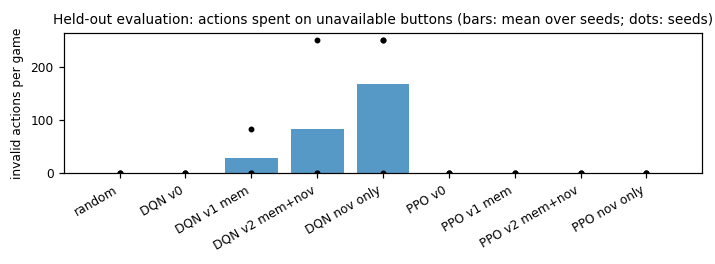 Held-out evaluation: actions spent on unavailable buttons (bars: mean over seeds; dots: seeds)
invalid actions per game
200
100
0
random
DQN v0
DQN v1 mem
DQN v2 mem+nov
DQN nov only
PPO v0
PPO v1 mem
PPO v2 mem+nov
PPO nov only